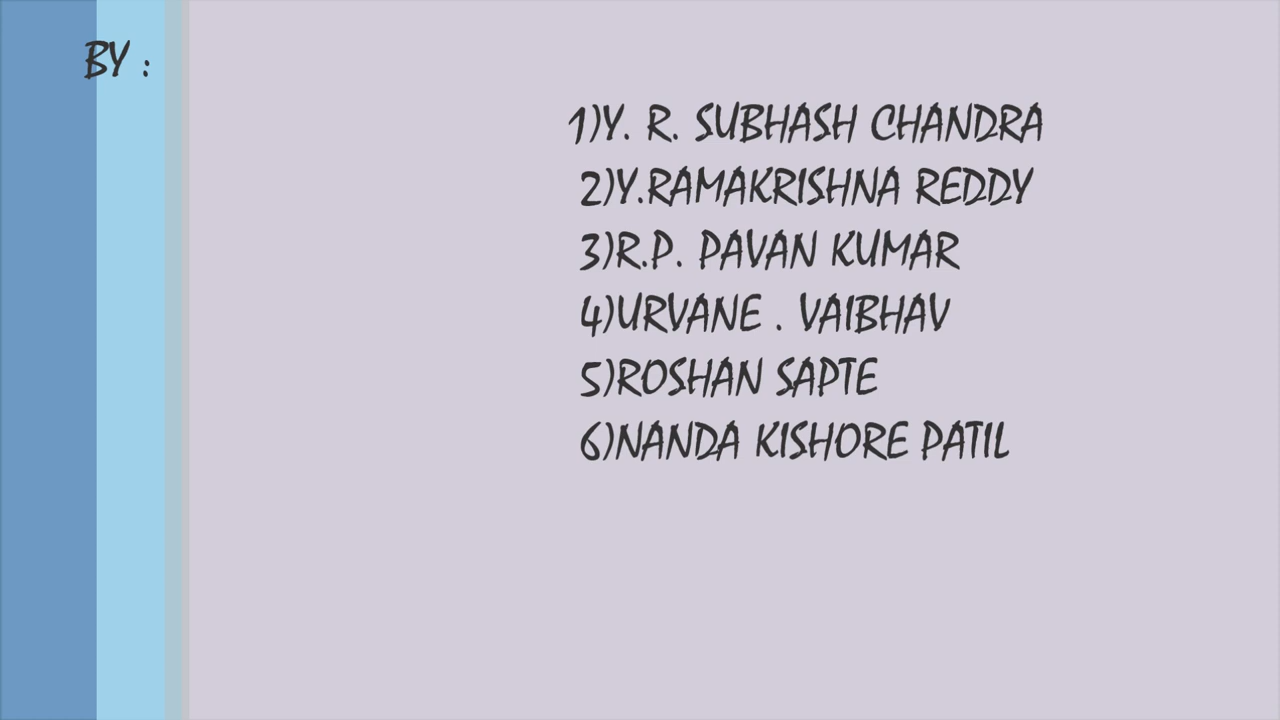 BY :
1)Y. R. SUBHASH CHANDRA
2)Y.RAMAKRISHNA REDDY
3)R.P. PAVAN KUMAR
4)URVANE . VAIBHAV
5)ROSHAN SAPTE
6)NANDA KISHORE PATIL